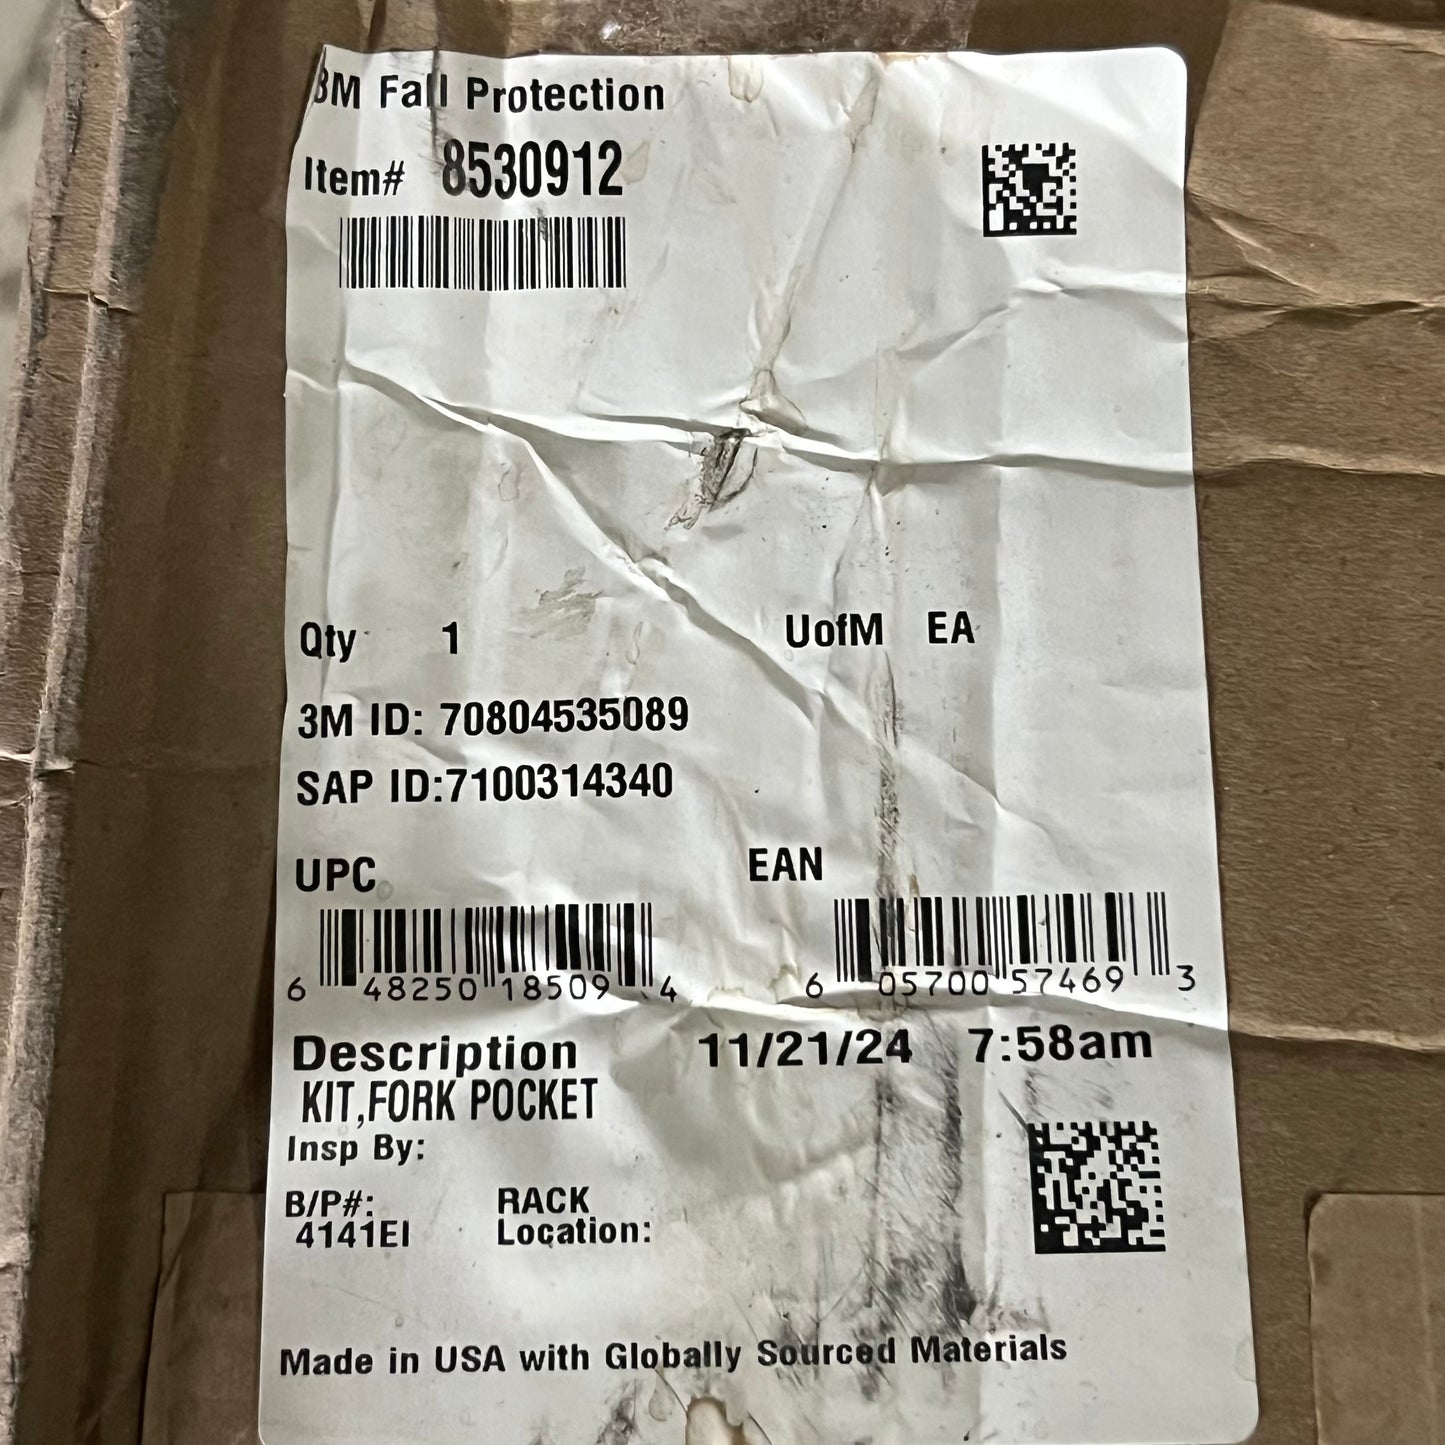 3M Fall Protection
Item# 8530912
Qty 1 UofM EA
3M ID: 70804535089
SAP ID:7100314340
UPC EAN
6 48250 18509 4 6 05700 57469 3
Description 11/21/24 7:58am
KIT,FORK POCKET
Insp By:
B/P#: RACK
4141EI Location:
Made in USA with Globally Sourced Materials